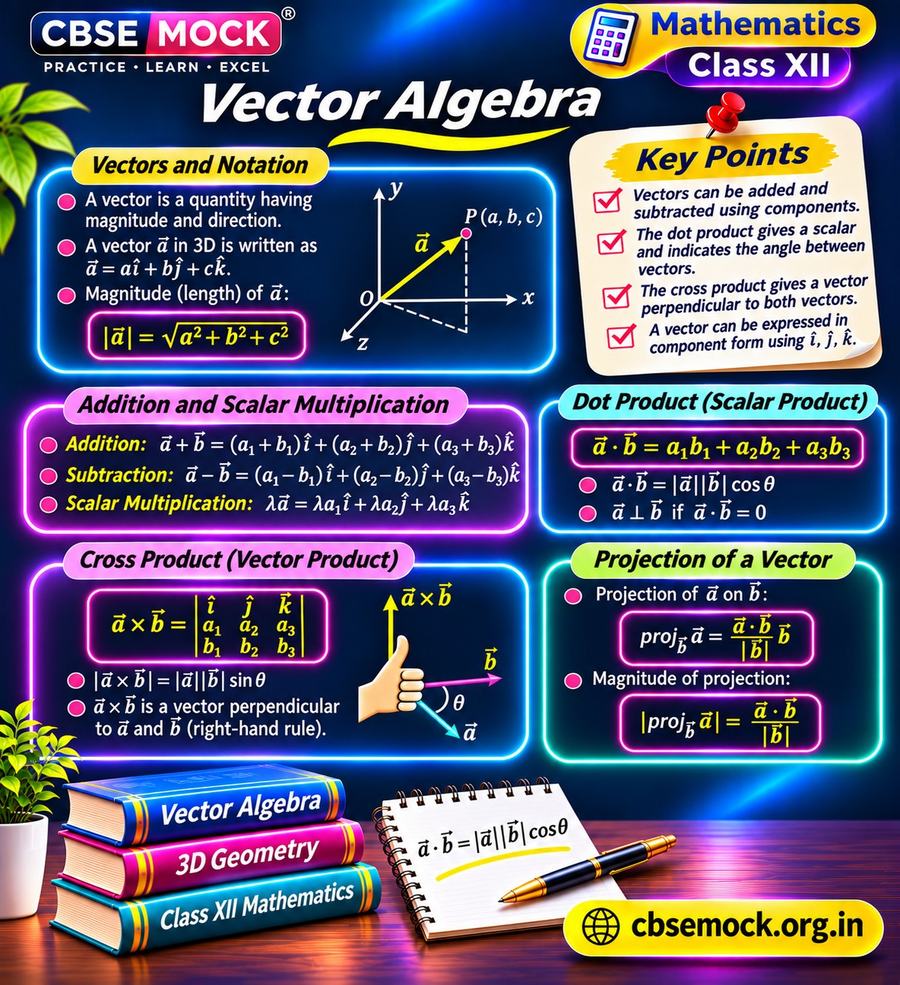 CBSE MOCK®
PRACTICE • LEARN • EXCEL
Mathematics
Class XII
Vector Algebra
Vectors and Notation
A vector is a quantity having
magnitude and direction.
A vector a⃗ in 3D is written as
a⃗ = aî + bĵ + ck̂.
Magnitude (length) of a⃗:
|a⃗| = √(a² + b² + c²)
y
P(a, b, c)
a⃗
O
x
z
Key Points
Vectors can be added and
subtracted using components.
The dot product gives a scalar
and indicates the angle between
vectors.
The cross product gives a vector
perpendicular to both vectors.
A vector can be expressed in
component form using î, ĵ, k̂.
Addition and Scalar Multiplication
Addition: a⃗ + b⃗ = (a₁ + b₁)î + (a₂ + b₂)ĵ + (a₃ + b₃)k̂
Subtraction: a⃗ − b⃗ = (a₁ − b₁)î + (a₂ − b₂)ĵ + (a₃ − b₃)k̂
Scalar Multiplication: λa⃗ = λa₁î + λa₂ĵ + λa₃k̂
Dot Product (Scalar Product)
a⃗ · b⃗ = a₁b₁ + a₂b₂ + a₃b₃
a⃗ · b⃗ = |a⃗||b⃗| cos θ
a⃗ ⊥ b⃗ if a⃗ · b⃗ = 0
Cross Product (Vector Product)
î ĵ k⃗
a⃗ × b⃗ = | a₁ a₂ a₃ |
b₁ b₂ b₃
|a⃗ × b⃗| = |a⃗||b⃗| sin θ
a⃗ × b⃗ is a vector perpendicular
to a⃗ and b⃗ (right-hand rule).
a⃗ × b⃗
b⃗
θ
a⃗
Projection of a Vector
Projection of a⃗ on b⃗:
proj_b⃗ a⃗ = (a⃗ · b⃗)/|b⃗| b⃗
Magnitude of projection:
|proj_b⃗ a⃗| = (a⃗ · b⃗)/|b⃗|
Vector Algebra
3D Geometry
Class XII Mathematics
a⃗ · b⃗ = |a⃗||b⃗| cos θ
cbsemock.org.in